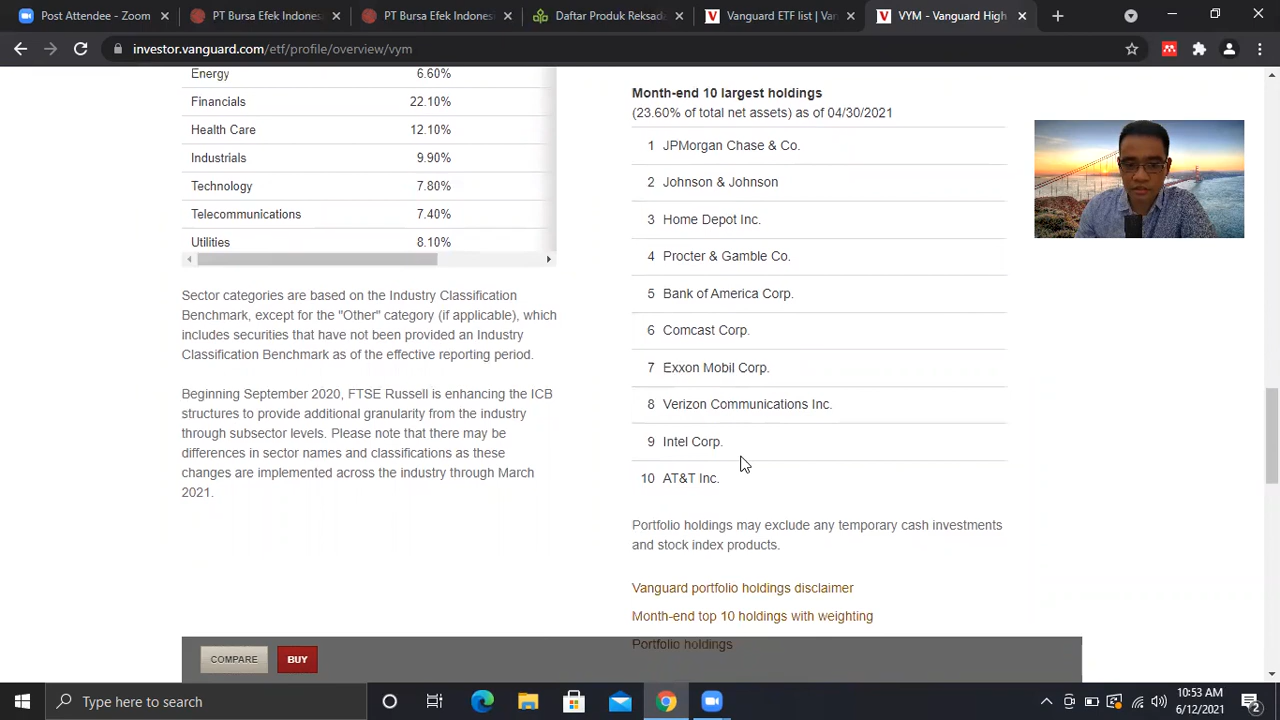 Post Attendee - Zoom
PT Bursa Efek Indones
PT Bursa Efek Indones
Daftar Produk Reksad
Vanguard ETF list | Van
VYM - Vanguard High
investor.vanguard.com/etf/profile/overview/vym
Energy 6.60%
Financials 22.10%
Health Care 12.10%
Industrials 9.90%
Technology 7.80%
Telecommunications 7.40%
Utilities 8.10%
Sector categories are based on the Industry Classification
Benchmark, except for the "Other" category (if applicable), which
includes securities that have not been provided an Industry
Classification Benchmark as of the effective reporting period.
Beginning September 2020, FTSE Russell is enhancing the ICB
structures to provide additional granularity from the industry
through subsector levels. Please note that there may be
differences in sector names and classifications as these
changes are implemented across the industry through March
2021.
Month-end 10 largest holdings
(23.60% of total net assets) as of 04/30/2021
1 JPMorgan Chase & Co.
2 Johnson & Johnson
3 Home Depot Inc.
4 Procter & Gamble Co.
5 Bank of America Corp.
6 Comcast Corp.
7 Exxon Mobil Corp.
8 Verizon Communications Inc.
9 Intel Corp.
10 AT&T Inc.
Portfolio holdings may exclude any temporary cash investments
and stock index products.
Vanguard portfolio holdings disclaimer
Month-end top 10 holdings with weighting
Portfolio holdings
COMPARE
BUY
Type here to search
10:53 AM
6/12/2021
2